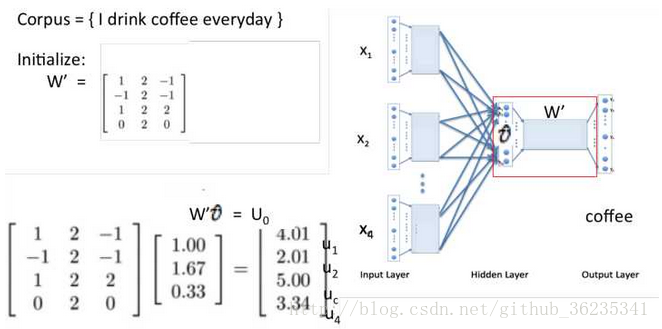 Corpus = { I drink coffee everyday }
Initialize:
W' =
1 2 -1
-1 2 -1
1 2 2
0 2 0
W'v̂ = U₀
1 2 -1
-1 2 -1
1 2 2
0 2 0
1.00
1.67
0.33
=
4.01
2.01
5.00
3.34
u₁
u₂
u_c
u₄
X₁
X₂
X₄
W'
v̂
coffee
Input Layer
Hidden Layer
Output Layer
http://blog.csdn.net/github_36235341